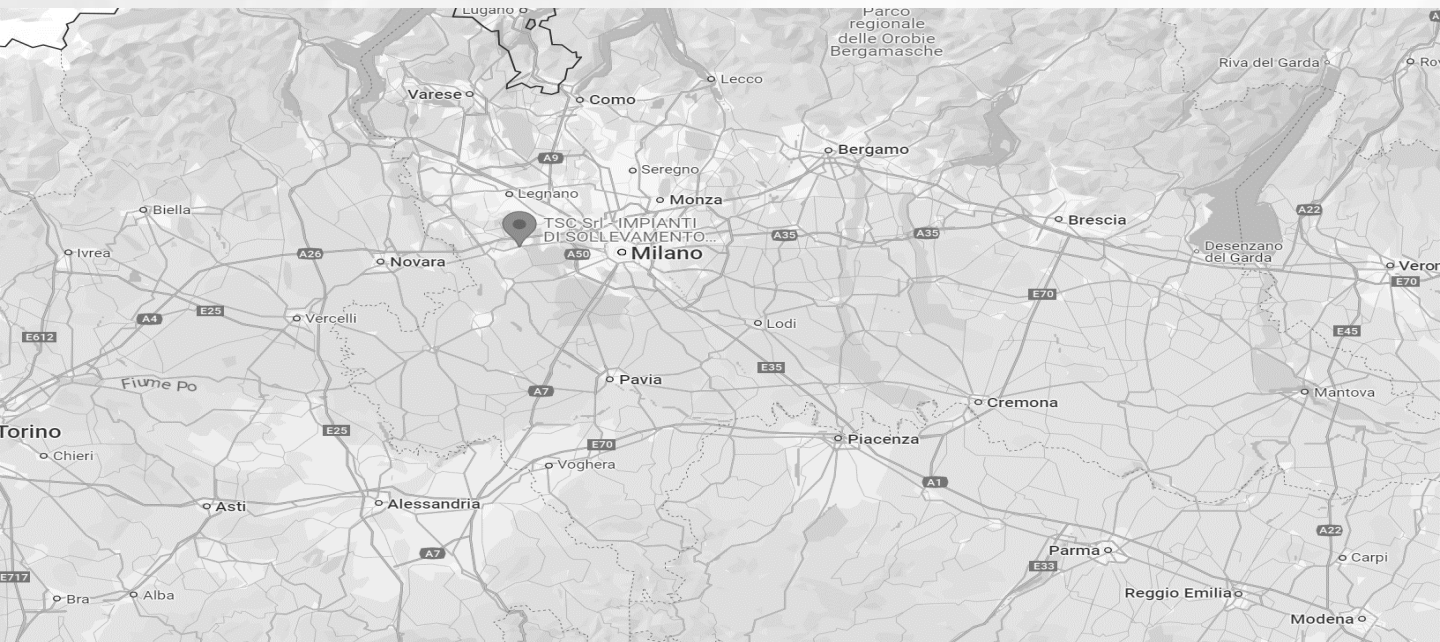 Lugano
Parco
regionale
delle Orobie
Bergamasche
Riva del Garda
Lecco
Varese
Como
A9
Bergamo
Seregno
Legnano
Monza
Biella
TSC Srl - IMPIANTI
DI SOLLEVAMENTO...
A35
A35
Brescia
A22
Ivrea
A26
Novara
A50
Milano
Desenzano
del Garda
E70
E70
E25
A4
Vercelli
Lodi
E612
E45
E35
Fiume Po
Pavia
A7
Mantova
Cremona
Torino
E25
E70
Piacenza
Chieri
Voghera
A1
Asti
Alessandria
A22
A7
Parma
Carpi
E33
E717
Bra
Alba
Reggio Emilia
Modena